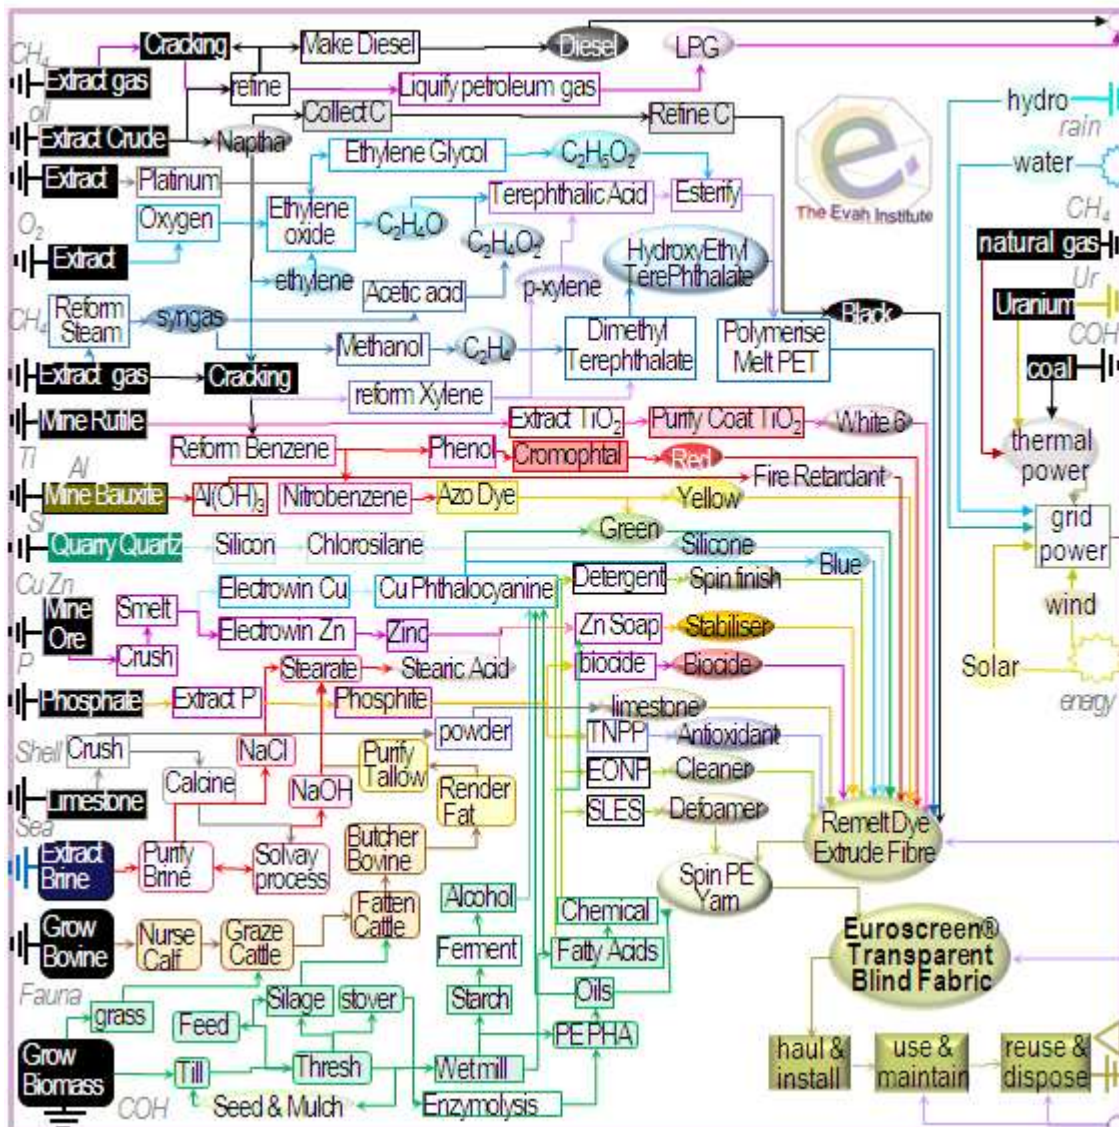 CH₄
Cracking
Make Diesel
Diesel
LPG
Extract gas
refine
Liquify petroleum gas
oil
Collect C
Refine C
hydro
rain
Extract Crude
Naptha
Ethylene Glycol
C₂H₅O₂
water
Extract
Platinum
Terephthalic Acid
Esterify
The Evah Institute
Oxygen
Ethylene
oxide
C₂H₄O
C₂H₄O₂
CH₄
O₂
Extract
natural gas
HydroxyEthyl
TerePhthalate
ethylene
Acetic acid
p-xylene
Ur
Reform
Steam
CH₄
syngas
Black
Uranium
Methanol
C₂H₄
Dimethyl
Terephthalate
Polymerise
Melt PET
COH
Extract gas
Cracking
coal
reform Xylene
Mine Rutile
Extract TiO₂
Purify Coat TiO₂
White 6
Ti
Reform Benzene
Phenol
Cromophtal
Red
thermal
power
Al
Fire Retardant
Mine Bauxite
Al(OH)₃
Nitrobenzene
Azo Dye
Yellow
Si
Green
grid
power
Quarry Quartz
Silicon
Chlorosilane
Silicone
Blue
Cu Zn
Electrowin Cu
Cu Phthalocyanine
Detergent
Spin finish
wind
Mine
Ore
Smelt
Electrowin Zn
Zinc
Zn Soap
Stabiliser
Crush
Stearate
Stearic Acid
biocide
Biocide
Solar
P
Phosphate
Extract P
Phosphite
limestone
energy
powder
TNPP
Antioxidant
Shell
Crush
NaCl
Purify
Tallow
Calcine
NaOH
Render
Fat
EONP
Cleaner
Limestone
SLES
Defoamer
Sea
Remelt Dye
Extrude Fibre
Extract
Brine
Purify
Brine
Solvay
process
Butcher
Bovine
Spin PE
Yarn
Alcohol
Chemical
Grow
Bovine
Nurse
Calf
Graze
Cattle
Fatten
Cattle
Ferment
Fatty Acids
Euroscreen®
Transparent
Blind Fabric
Fauna
grass
Silage
stover
Starch
Oils
Feed
PE PHA
Grow
Biomass
Till
Thresh
Wet mill
haul &
install
use &
maintain
reuse &
dispose
COH
Seed & Mulch
Enzymolysis